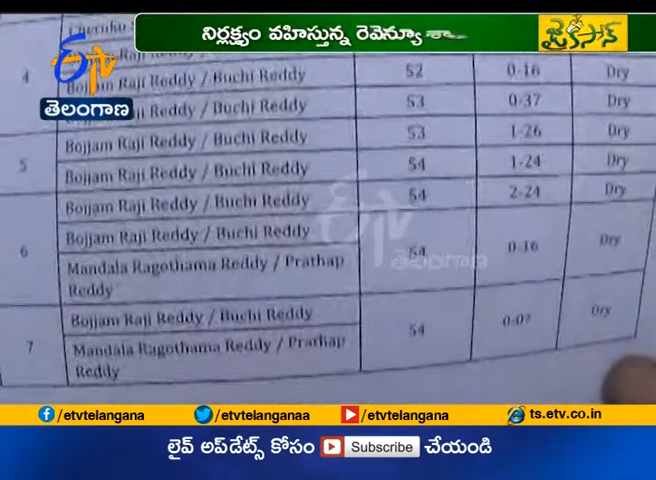 నిర్లక్ష్యం వహిస్తున్న రెవెన్యూ
జైకిసాన్
ETV
తెలంగాణ
Raji Reddy
4 Bojjam Raji Reddy / Buchi Reddy 52 0-16 Dry
Raji Reddy / Buchi Reddy 53 0-37 Dry
5 Bojjam Raji Reddy / Buchi Reddy 53 1-26 Dry
Bojjam Raji Reddy / Buchi Reddy 54 1-24 Dry
Bojjam Raji Reddy / Buchi Reddy 54 2-24 Dry
6 Bojjam Raji Reddy / Buchi Reddy 54 0-16 Dry
Mandala Ragothama Reddy / Prathap
Reddy
7 Bojjam Raji Reddy / Buchi Reddy 54 0-07 Dry
Mandala Ragothama Reddy / Prathap
Reddy
ETV
తెలంగాణ
/etvtelangana /etvtelanganaa /etvtelangana ts.etv.co.in
లైవ్ అప్‌డేట్స్ కోసం Subscribe చేయండి